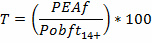 T = (PEAf / Pobft₁₄₊) * 100